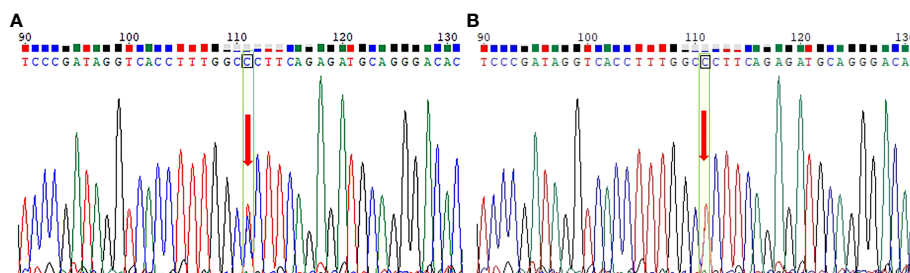 A
90 100 110 120 130
TCCCGATAGGTCACCTTTGGCCCTTCAGAGATGCAGGGACAC
B
90 100 110 120 130
TCCCGATAGGTCACCTTTGGCCCTTCAGAGATGCAGGGACA